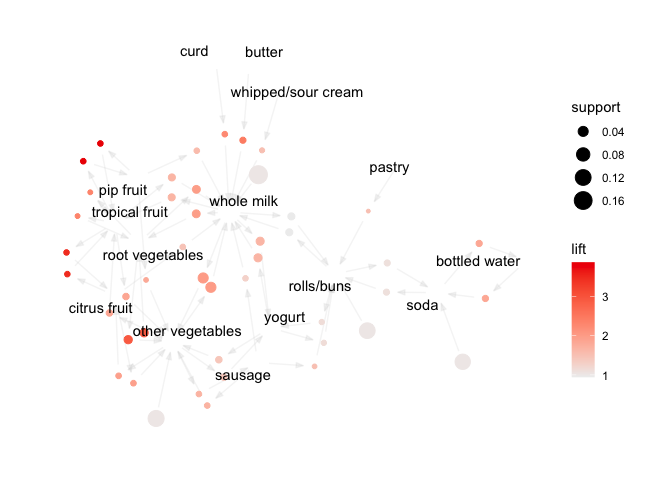 curd
butter
whipped/sour cream
support
0.04
0.08
0.12
0.16
pastry
pip fruit
tropical fruit
whole milk
root vegetables
bottled water
lift
3
2
1
rolls/buns
soda
citrus fruit
yogurt
other vegetables
sausage